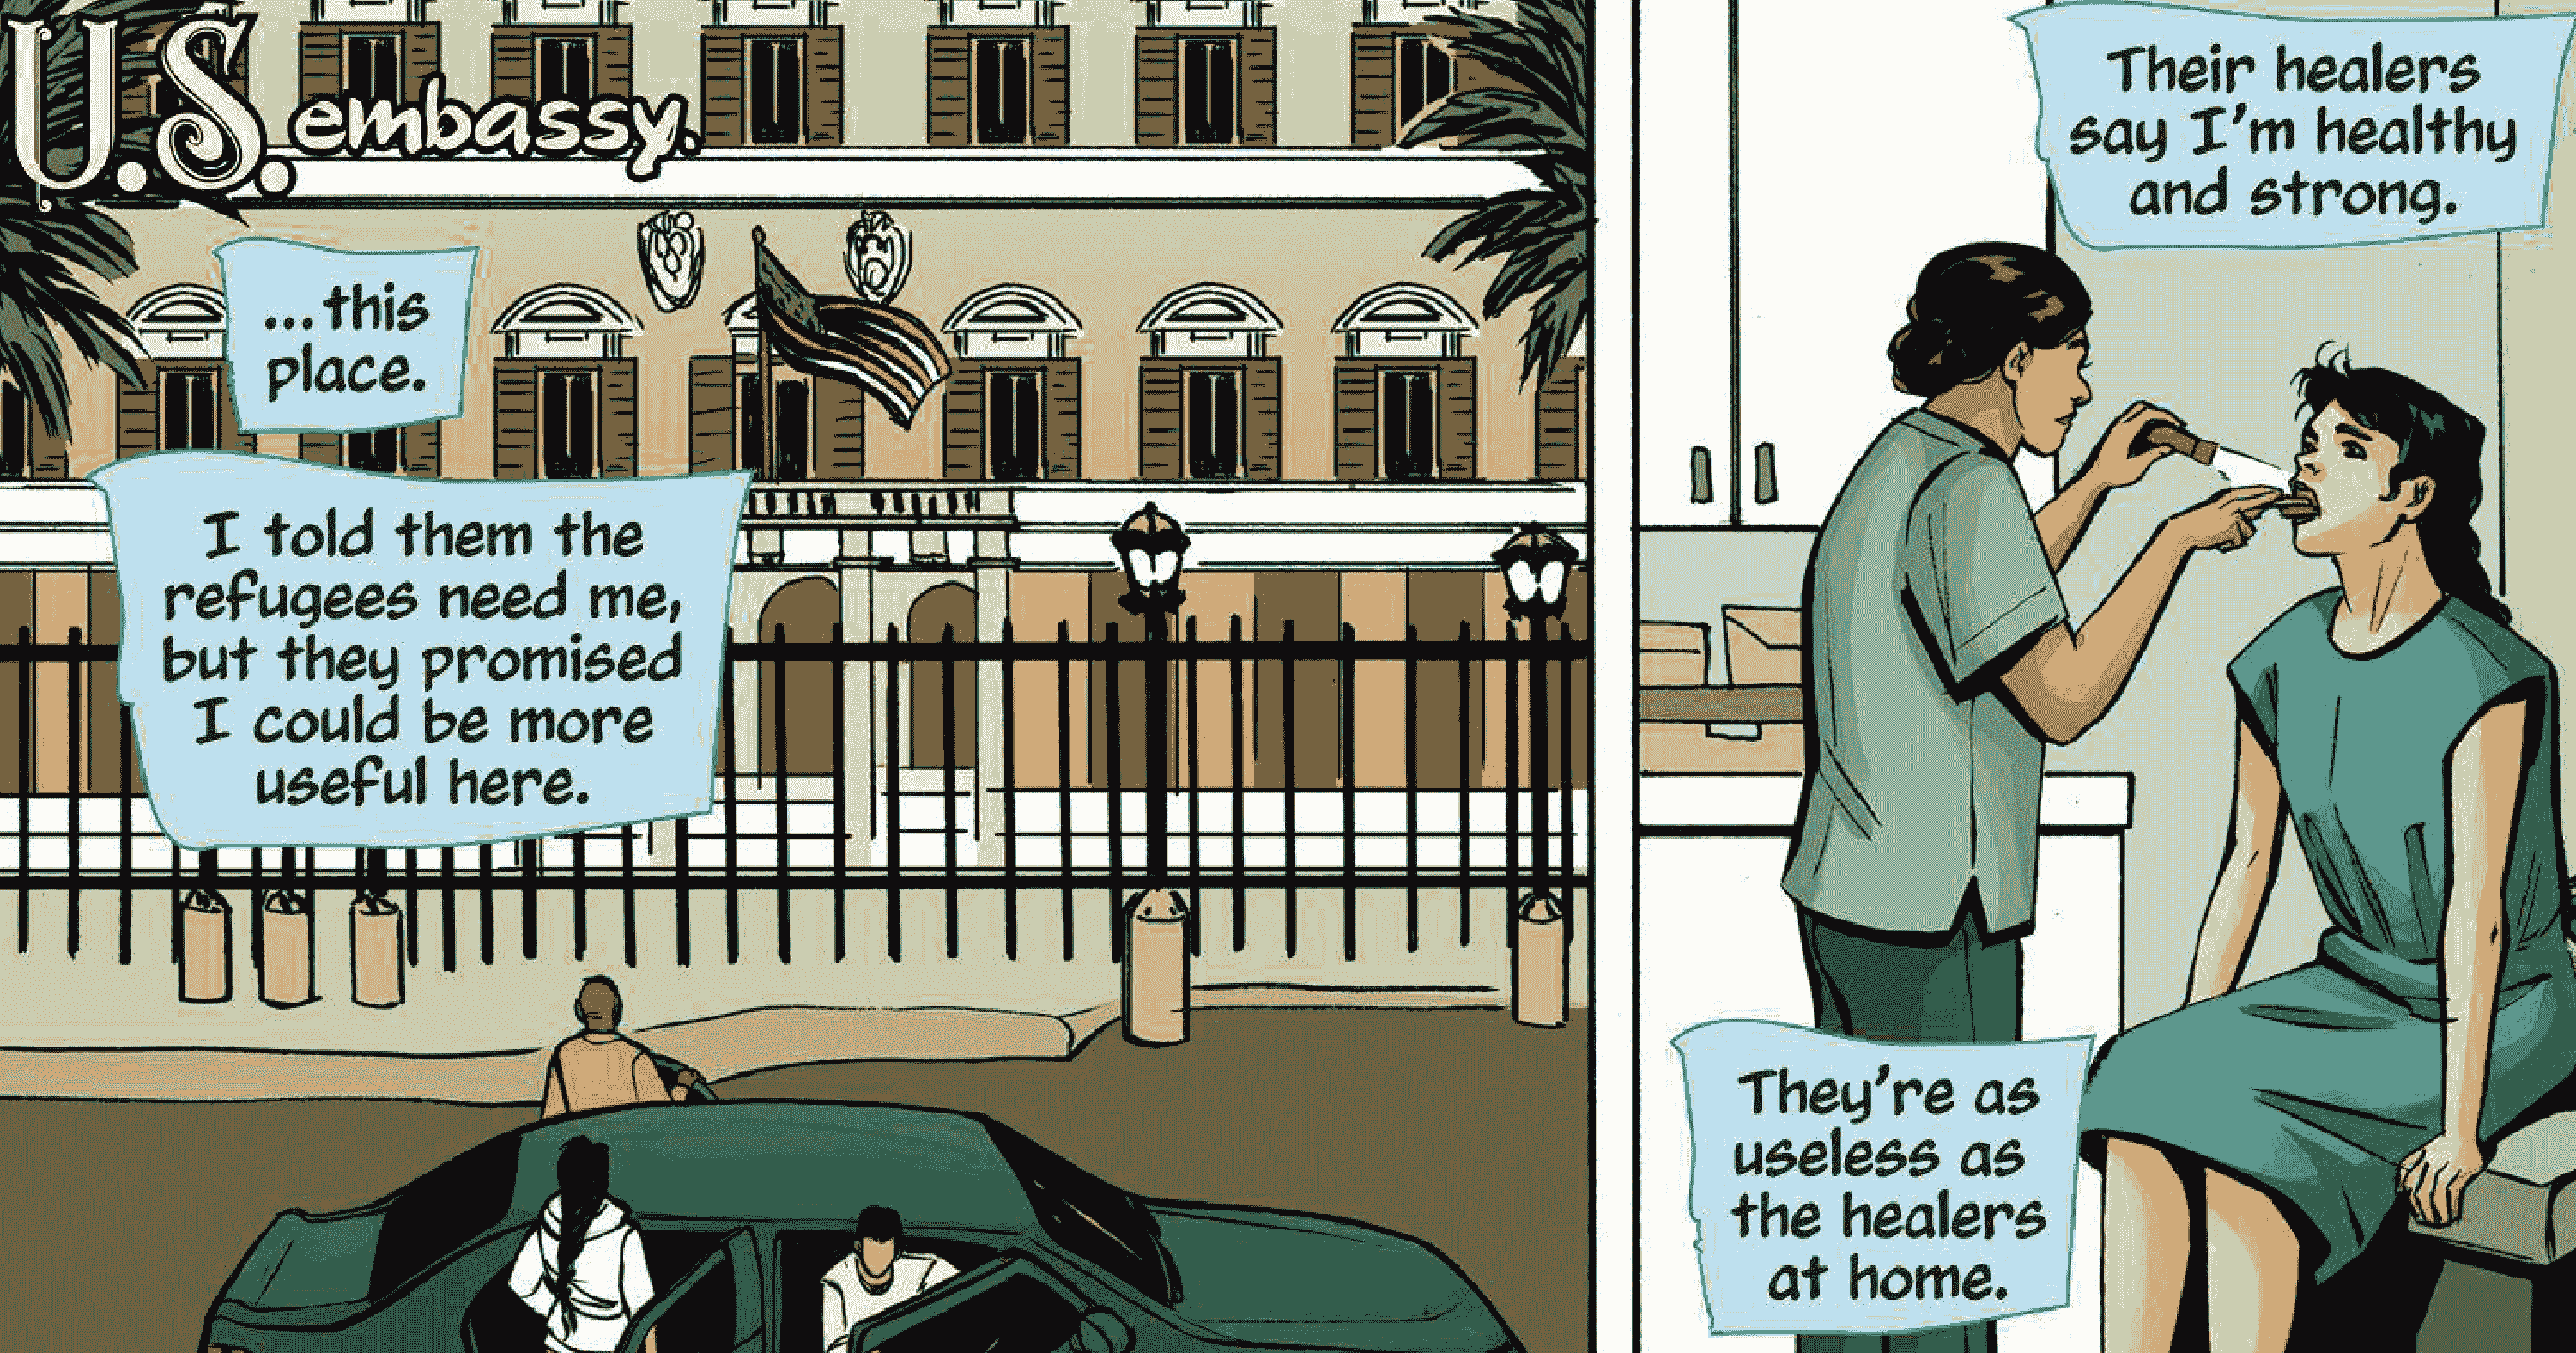 U.S. embassy.
...this
place.
I told them the
refugees need me,
but they promised
I could be more
useful here.
Their healers
say I'm healthy
and strong.
They're as
useless as
the healers
at home.